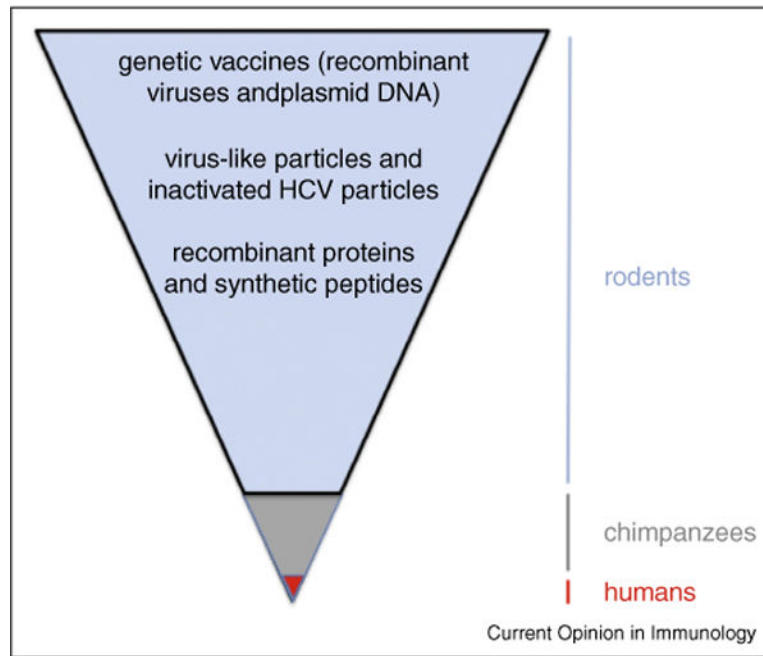 genetic vaccines (recombinant
viruses andplasmid DNA)
virus-like particles and
inactivated HCV particles
recombinant proteins
and synthetic peptides
rodents
chimpanzees
humans
Current Opinion in Immunology